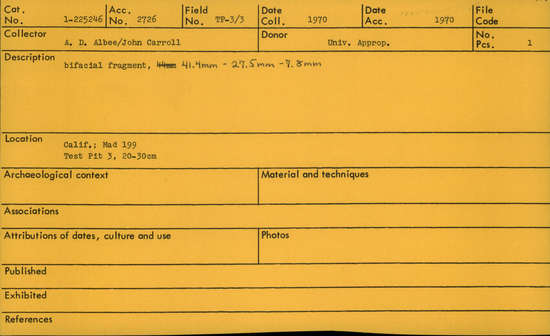 Cat. No. 1-225246 Acc. No. 2726 Field No. TP-3/3 Date Coll. 1970 Date Acc. 1970 File Code
Collector A. D. Albee/John Carroll Donor Univ. Approp. No. Pcs. 1
Description
bifacial fragment, 41.4mm - 27.5mm - 7.8mm
Location
Calif.; Mad 199
Test Pit 3, 20-30cm
Archaeological context Material and techniques
Associations
Attributions of dates, culture and use Photos
Published
Exhibited
References